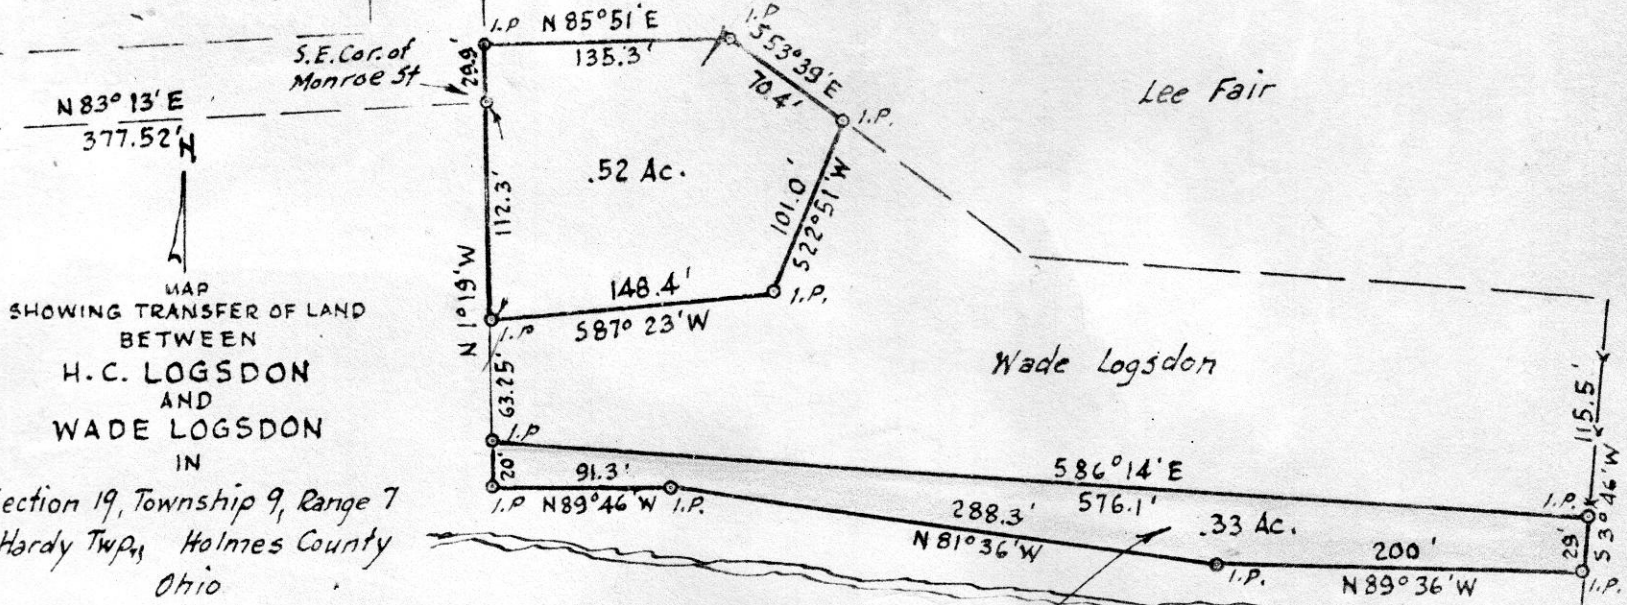 I.P
N 85° 51' E
135.3'
I.P
S 53° 39' E
70.4'
I.P.
29.9'
S.E. Cor. of
Monroe St
N 83° 13' E
377.52'
N
Lee Fair
.52 Ac.
112.3'
101.0'
S 22° 51' W
N 1° 19' W
148.4'
S 87° 23' W
I.P.
I.P
MAP
SHOWING TRANSFER OF LAND
BETWEEN
H. C. LOGSDON
AND
WADE LOGSDON
IN
ection 19, Township 9, Range 7
Hardy Twp., Holmes County
Ohio
Wade Logsdon
63.25'
I.P
20'
91.3'
I.P
N 89° 46' W
I.P.
S 86° 14' E
576.1'
288.3'
N 81° 36' W
.33 Ac.
115.5'
S 3° 46' W
I.P.
29'
200'
I.P.
N 89° 36' W
I.P.